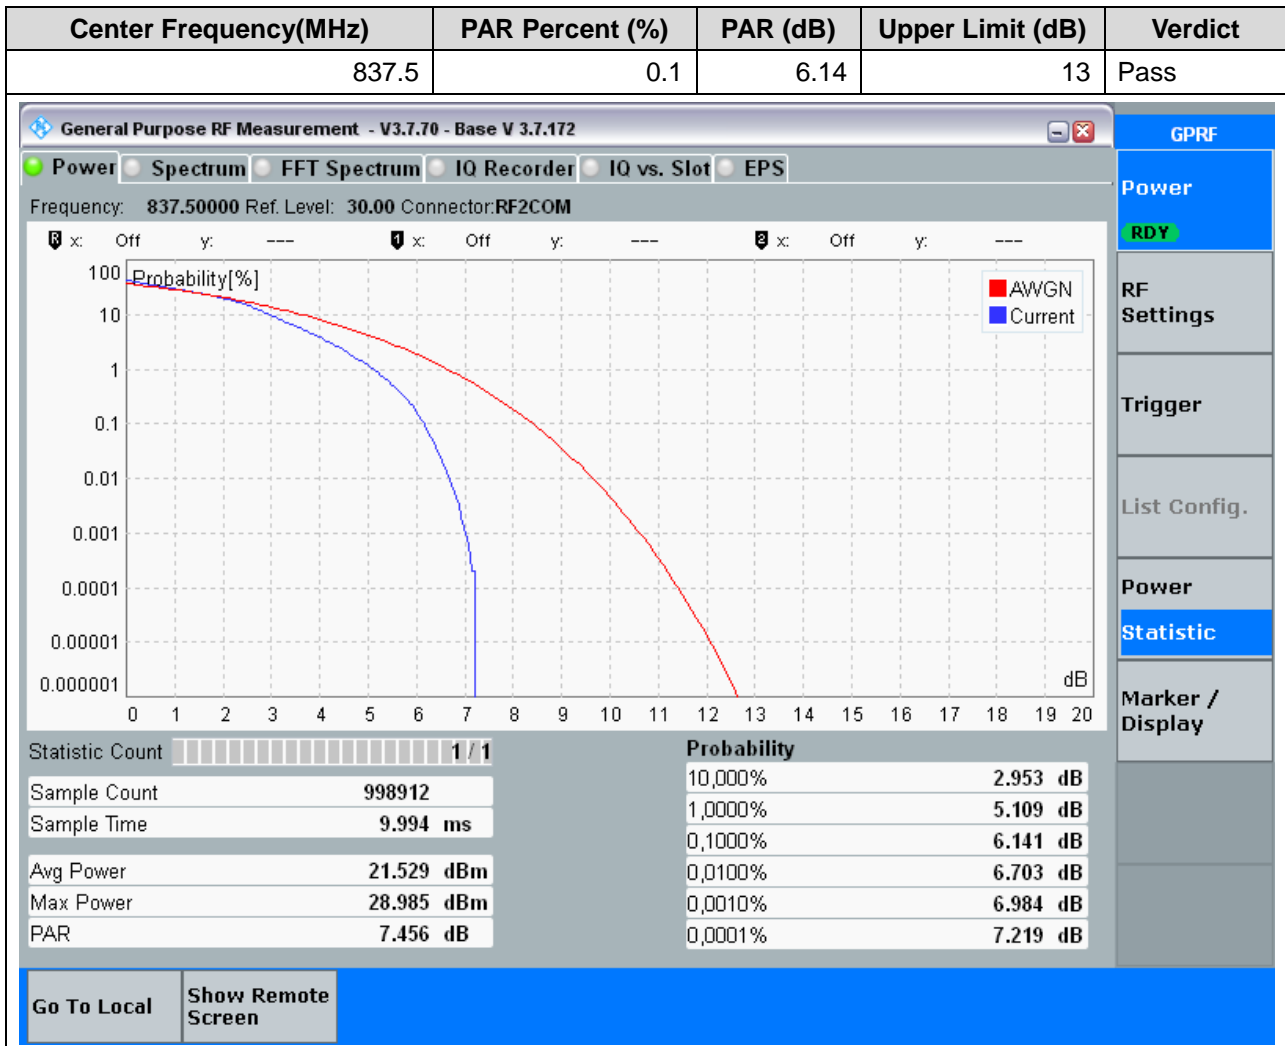 Center Frequency(MHz) PAR Percent (%) PAR (dB) Upper Limit (dB) Verdict
837.5 0.1 6.14 13 Pass
General Purpose RF Measurement - V3.7.70 - Base V 3.7.172
GPRF
Power Spectrum FFT Spectrum IQ Recorder IQ vs. Slot EPS
Power
RDY
Frequency: 837.50000 Ref. Level: 30.00 Connector:RF2COM
R x: Off y: --- 1 x: Off y: --- 2 x: Off y: ---
Probability[%]
AWGN
Current
100
10
1
0.1
0.01
0.001
0.0001
0.00001
0.000001
dB
0 1 2 3 4 5 6 7 8 9 10 11 12 13 14 15 16 17 18 19 20
RF
Settings
Trigger
List Config.
Power
Statistic
Marker /
Display
Statistic Count 1 / 1
Sample Count 998912
Sample Time 9.994 ms
Avg Power 21.529 dBm
Max Power 28.985 dBm
PAR 7.456 dB
Probability
10,000% 2.953 dB
1,0000% 5.109 dB
0,1000% 6.141 dB
0,0100% 6.703 dB
0,0010% 6.984 dB
0,0001% 7.219 dB
Go To Local
Show Remote
Screen